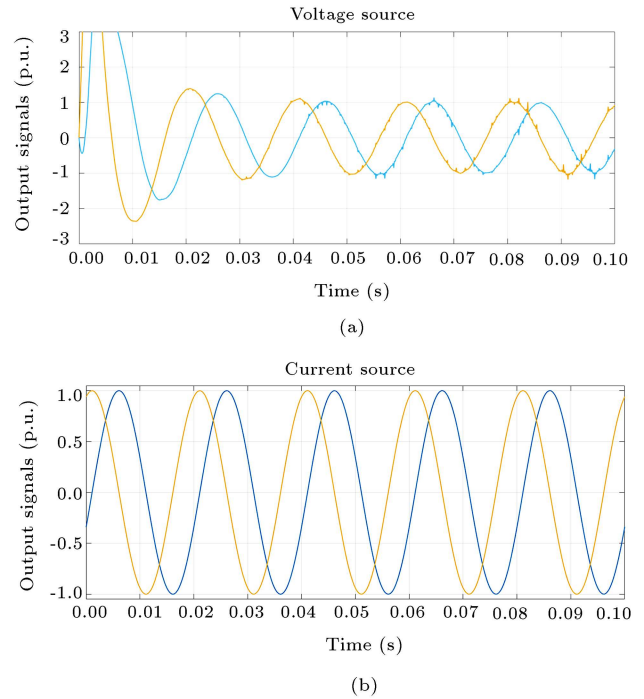 Voltage source
Output signals (p.u.)
3
2
1
0
-1
-2
-3
0.00 0.01 0.02 0.03 0.04 0.05 0.06 0.07 0.08 0.09 0.10
Time (s)
(a)
Current source
Output signals (p.u.)
1.0
0.5
0.0
-0.5
-1.0
0.00 0.01 0.02 0.03 0.04 0.05 0.06 0.07 0.08 0.09 0.10
Time (s)
(b)